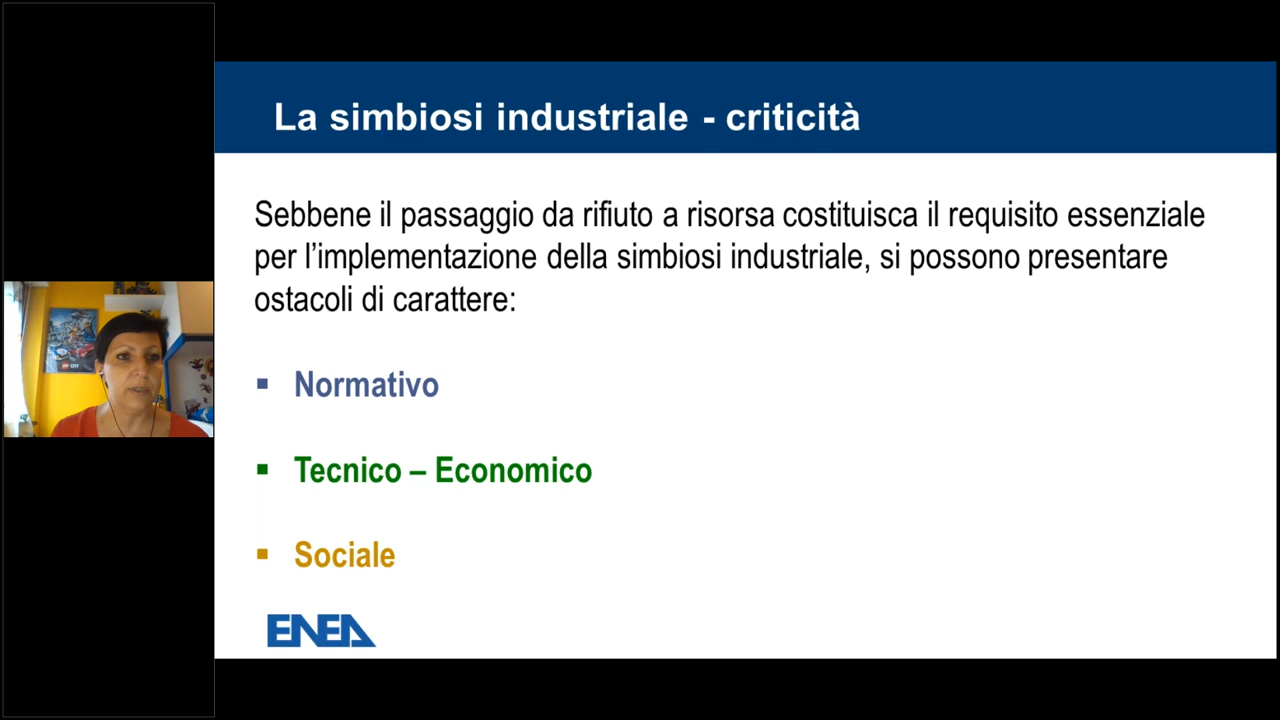 La simbiosi industriale - criticità
Sebbene il passaggio da rifiuto a risorsa costituisca il requisito essenziale
per l’implementazione della simbiosi industriale, si possono presentare
ostacoli di carattere:
▪ Normativo
▪ Tecnico – Economico
▪ Sociale
ENEA
CITY